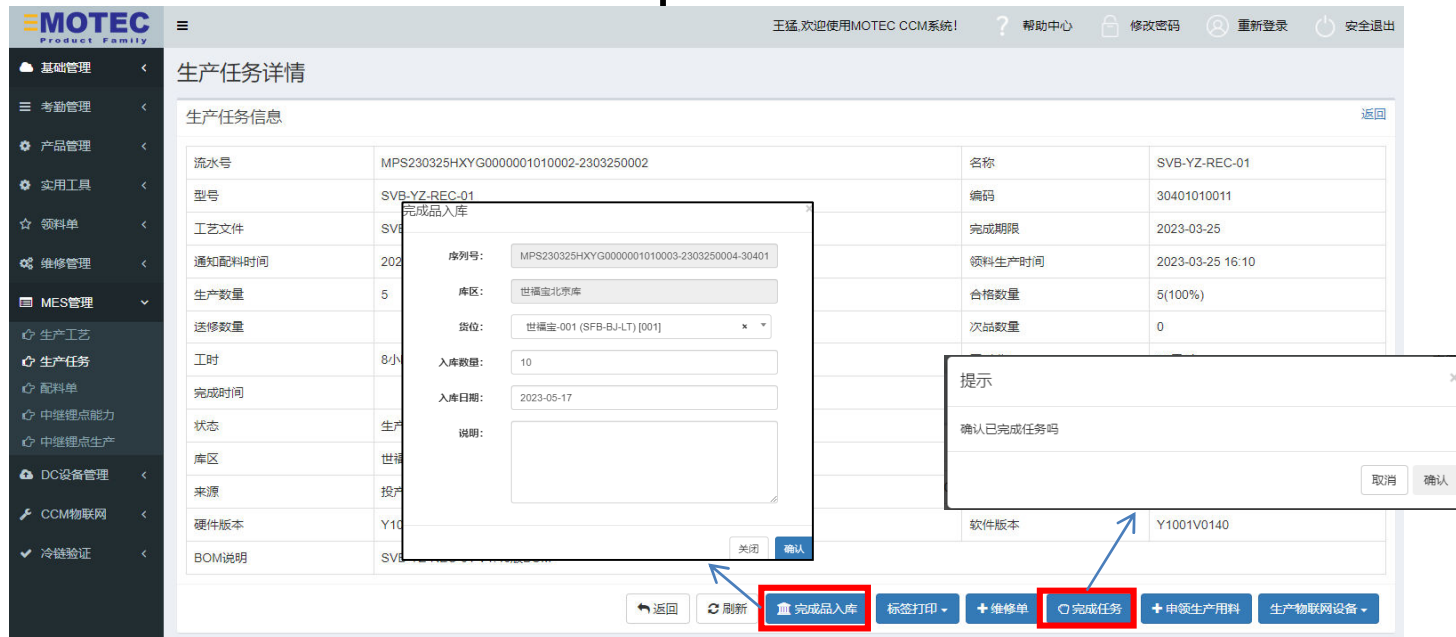 EMOTEC
Product Family
王猛,欢迎使用MOTEC CCM系统!
帮助中心
修改密码
重新登录
安全退出
基础管理
考勤管理
产品管理
实用工具
领料单
维修管理
MES管理
生产工艺
生产任务
配料单
中继锂点能力
中继锂点生产
DC设备管理
CCM物联网
冷链验证
生产任务详情
生产任务信息 返回
流水号 MPS230325HXYG0000001010002-2303250002 名称 SVB-YZ-REC-01
型号 SVB-YZ-REC-01 编码 30401010011
工艺文件 完成期限 2023-03-25
通知配料时间 202 领料生产时间 2023-03-25 16:10
生产数量 5 合格数量 5(100%)
送修数量 次品数量 0
工时 8小
完成时间
状态 生产
库区 世福
来源 投产
硬件版本 Y10 软件版本 Y1001V0140
BOM说明
完成品入库 ×
序列号: MPS230325HXYG0000001010003-2303250004-30401
库区: 世福宝北京库
货位: 世福宝-001 (SFB-BJ-LT) [001] ×
入库数量: 10
入库日期: 2023-05-17
说明:
关闭 确认
提示 ×
确认已完成任务吗
取消 确认
返回 刷新 完成品入库 标签打印 维修单 完成任务 申领生产用料 生产物联网设备